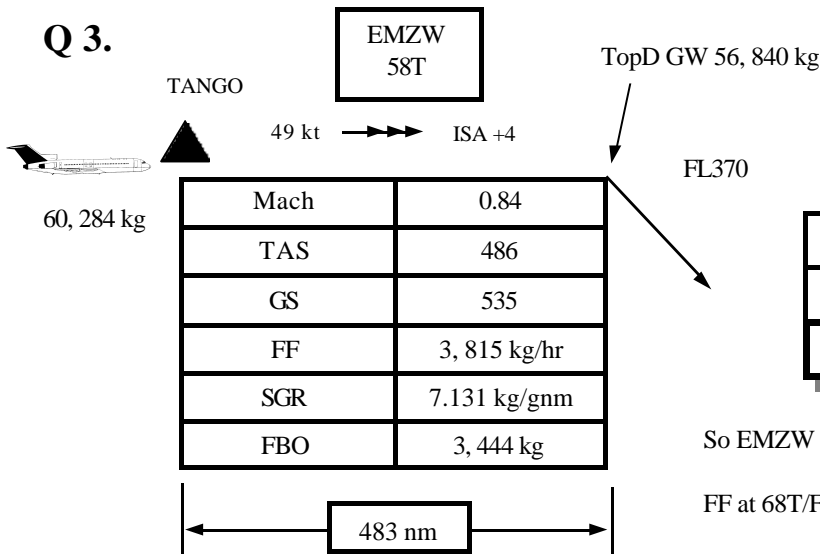 Q 3.
EMZW
58T
TopD GW 56, 840 kg
TANGO
49 kt
ISA +4
FL370
60, 284 kg
Mach 0.84
TAS 486
GS 535
FF 3, 815 kg/hr
SGR 7.131 kg/gnm
FBO 3, 444 kg
So EMZW
FF at 68T/F
483 nm